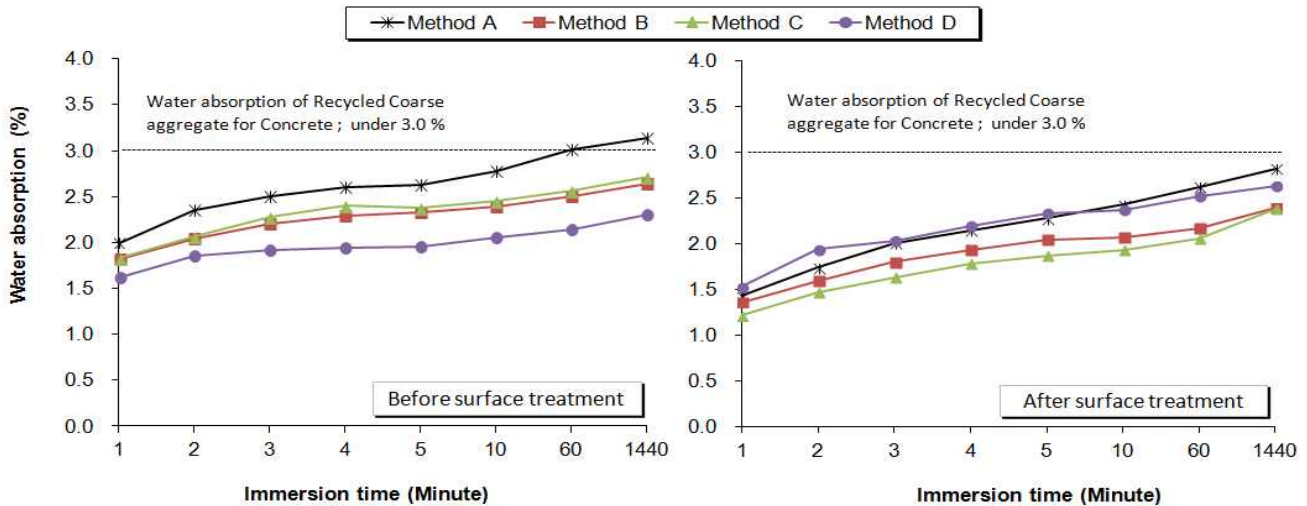 Method A Method B Method C Method D
Water absorption (%)
4.0
3.5
3.0
2.5
2.0
1.5
1.0
0.5
0.0
Water absorption of Recycled Coarse
aggregate for Concrete ; under 3.0 %
Before surface treatment
1 2 3 4 5 10 60 1440
Immersion time (Minute)
4.0
3.5
3.0
2.5
2.0
1.5
1.0
0.5
0.0
Water absorption of Recycled Coarse
aggregate for Concrete ; under 3.0 %
After surface treatment
1 2 3 4 5 10 60 1440
Immersion time (Minute)